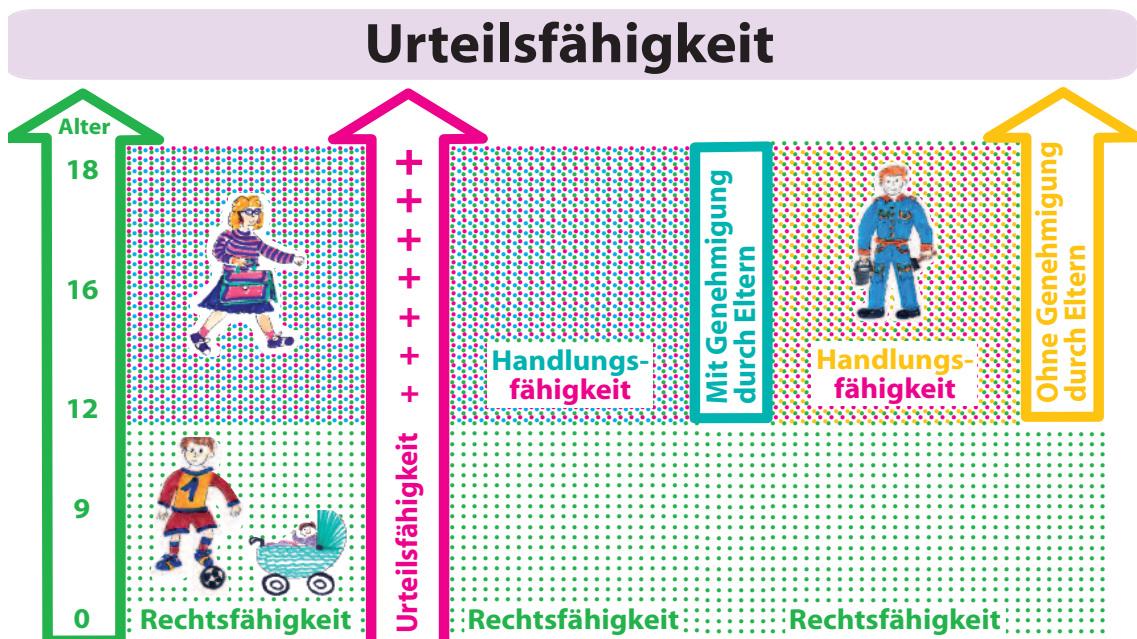 Urteilsfähigkeit
Alter
18
16
12
9
0
Rechtsfähigkeit
Urteilsfähigkeit
+
+
+
+
+
+
+
Handlungs-
fähigkeit
Mit Genehmigung
durch Eltern
Handlungs-
fähigkeit
Ohne Genehmigung
durch Eltern
Rechtsfähigkeit
Rechtsfähigkeit